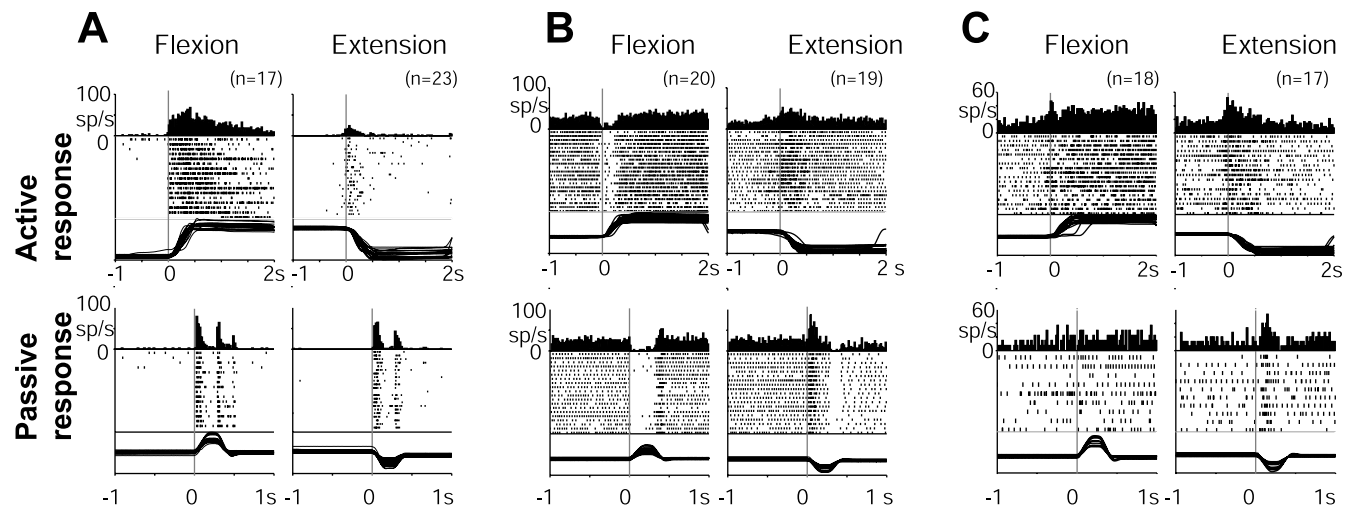 A
Flexion
Extension
(n=17)
(n=23)
100
sp/s
0
Active
response
-1
0
2s
-1
0
2s
100
sp/s
0
Passive
response
-1
0
1s
-1
0
1s
B
Flexion
Extension
(n=20)
(n=19)
100
sp/s
0
-1
0
2s
-1
0
2s
100
sp/s
0
-1
0
1s
-1
0
1s
C
Flexion
Extension
(n=18)
(n=17)
60
sp/s
0
-1
0
2s
-1
0
2s
60
sp/s
0
-1
0
1s
-1
0
1s